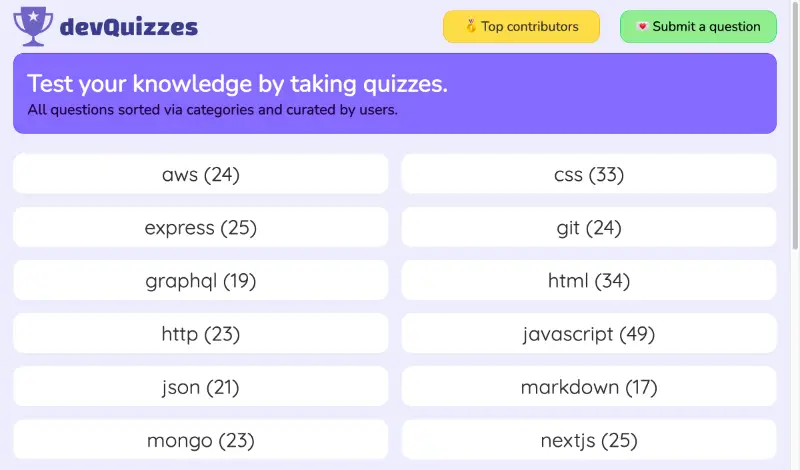 devQuizzes
Top contributors
Submit a question
Test your knowledge by taking quizzes.
All questions sorted via categories and curated by users.
aws (24)
css (33)
express (25)
git (24)
graphql (19)
html (34)
http (23)
javascript (49)
json (21)
markdown (17)
mongo (23)
nextjs (25)